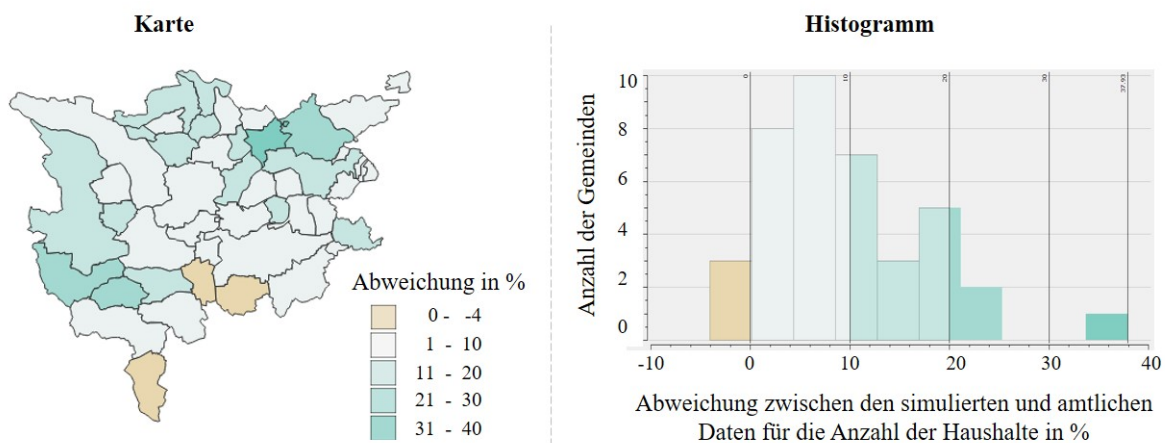 Karte
Abweichung in %
0 - -4
1 - 10
11 - 20
21 - 30
31 - 40
Histogramm
Anzahl der Gemeinden
10
8
6
4
2
0
0
10
20
30
37.93
-10
0
10
20
30
40
Abweichung zwischen den simulierten und amtlichen
Daten für die Anzahl der Haushalte in %